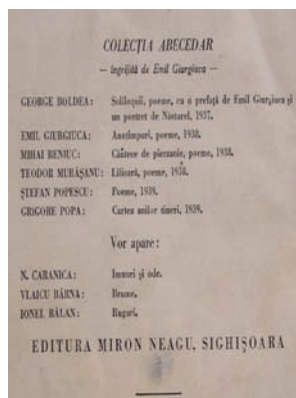 COLECȚIA ABECEDAR
— îngrijită de Emil Giurgiuca —
GEORGE BOLDEA: Soliloquii, poeme, cu o prefață de Emil Giurgiuca și
un portret de Năsturel, 1937.
EMIL GIURGIUCA: Anotimpuri, poeme, 1938.
MIHAI BENIUC: Cântece de pierzanie, poeme, 1938.
TEODOR MURĂȘANU: Lilioară, poeme, 1938.
ȘTEFAN POPESCU: Poeme, 1939.
GRIGORE POPA: Cartea anilor tineri, 1939.
Vor apare:
N. CARANICA: Imnuri și ode.
VLAICU BÂRNA: Brume.
IONEL BĂLAN: Ruguri.
EDITURA MIRON NEAGU, SIGHIȘOARA